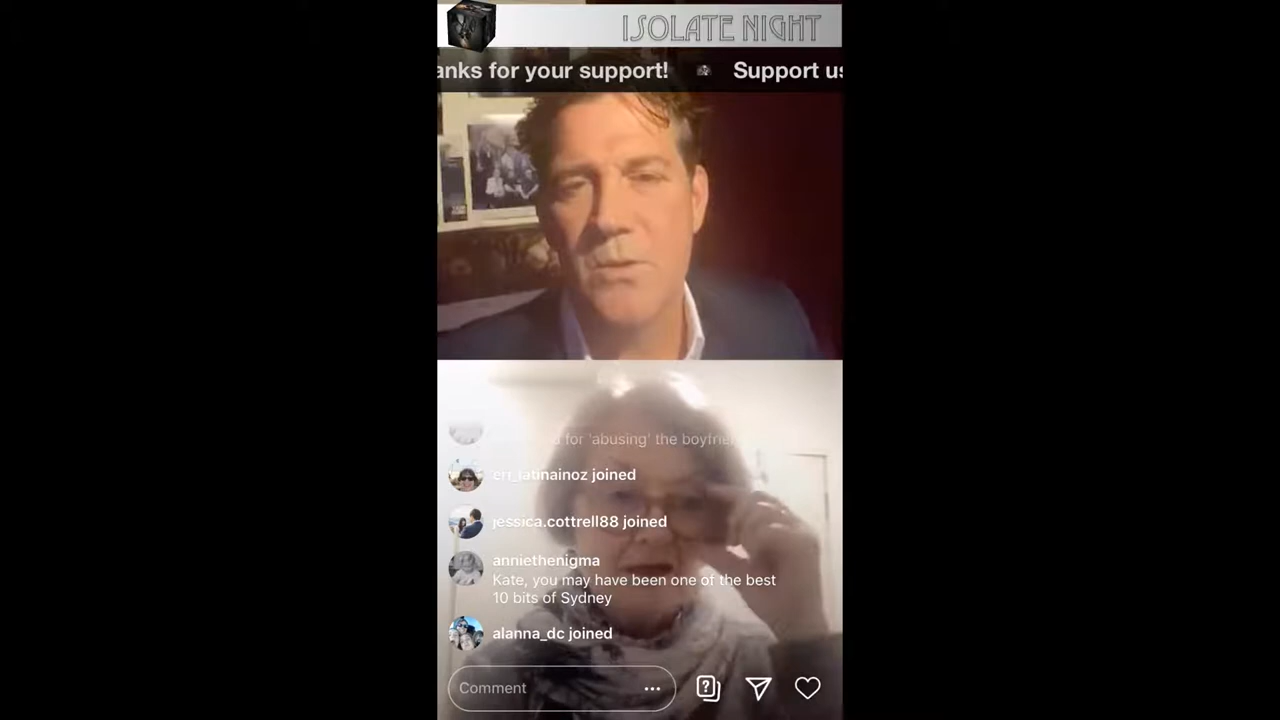 ISOLATE NIGHT
anks for your support! Support us
for 'abusing' the boyfrie
joined
jessica.cottrell88 joined
anniethenigma
Kate, you may have been one of the best
10 bits of Sydney
alanna_dc joined
Comment